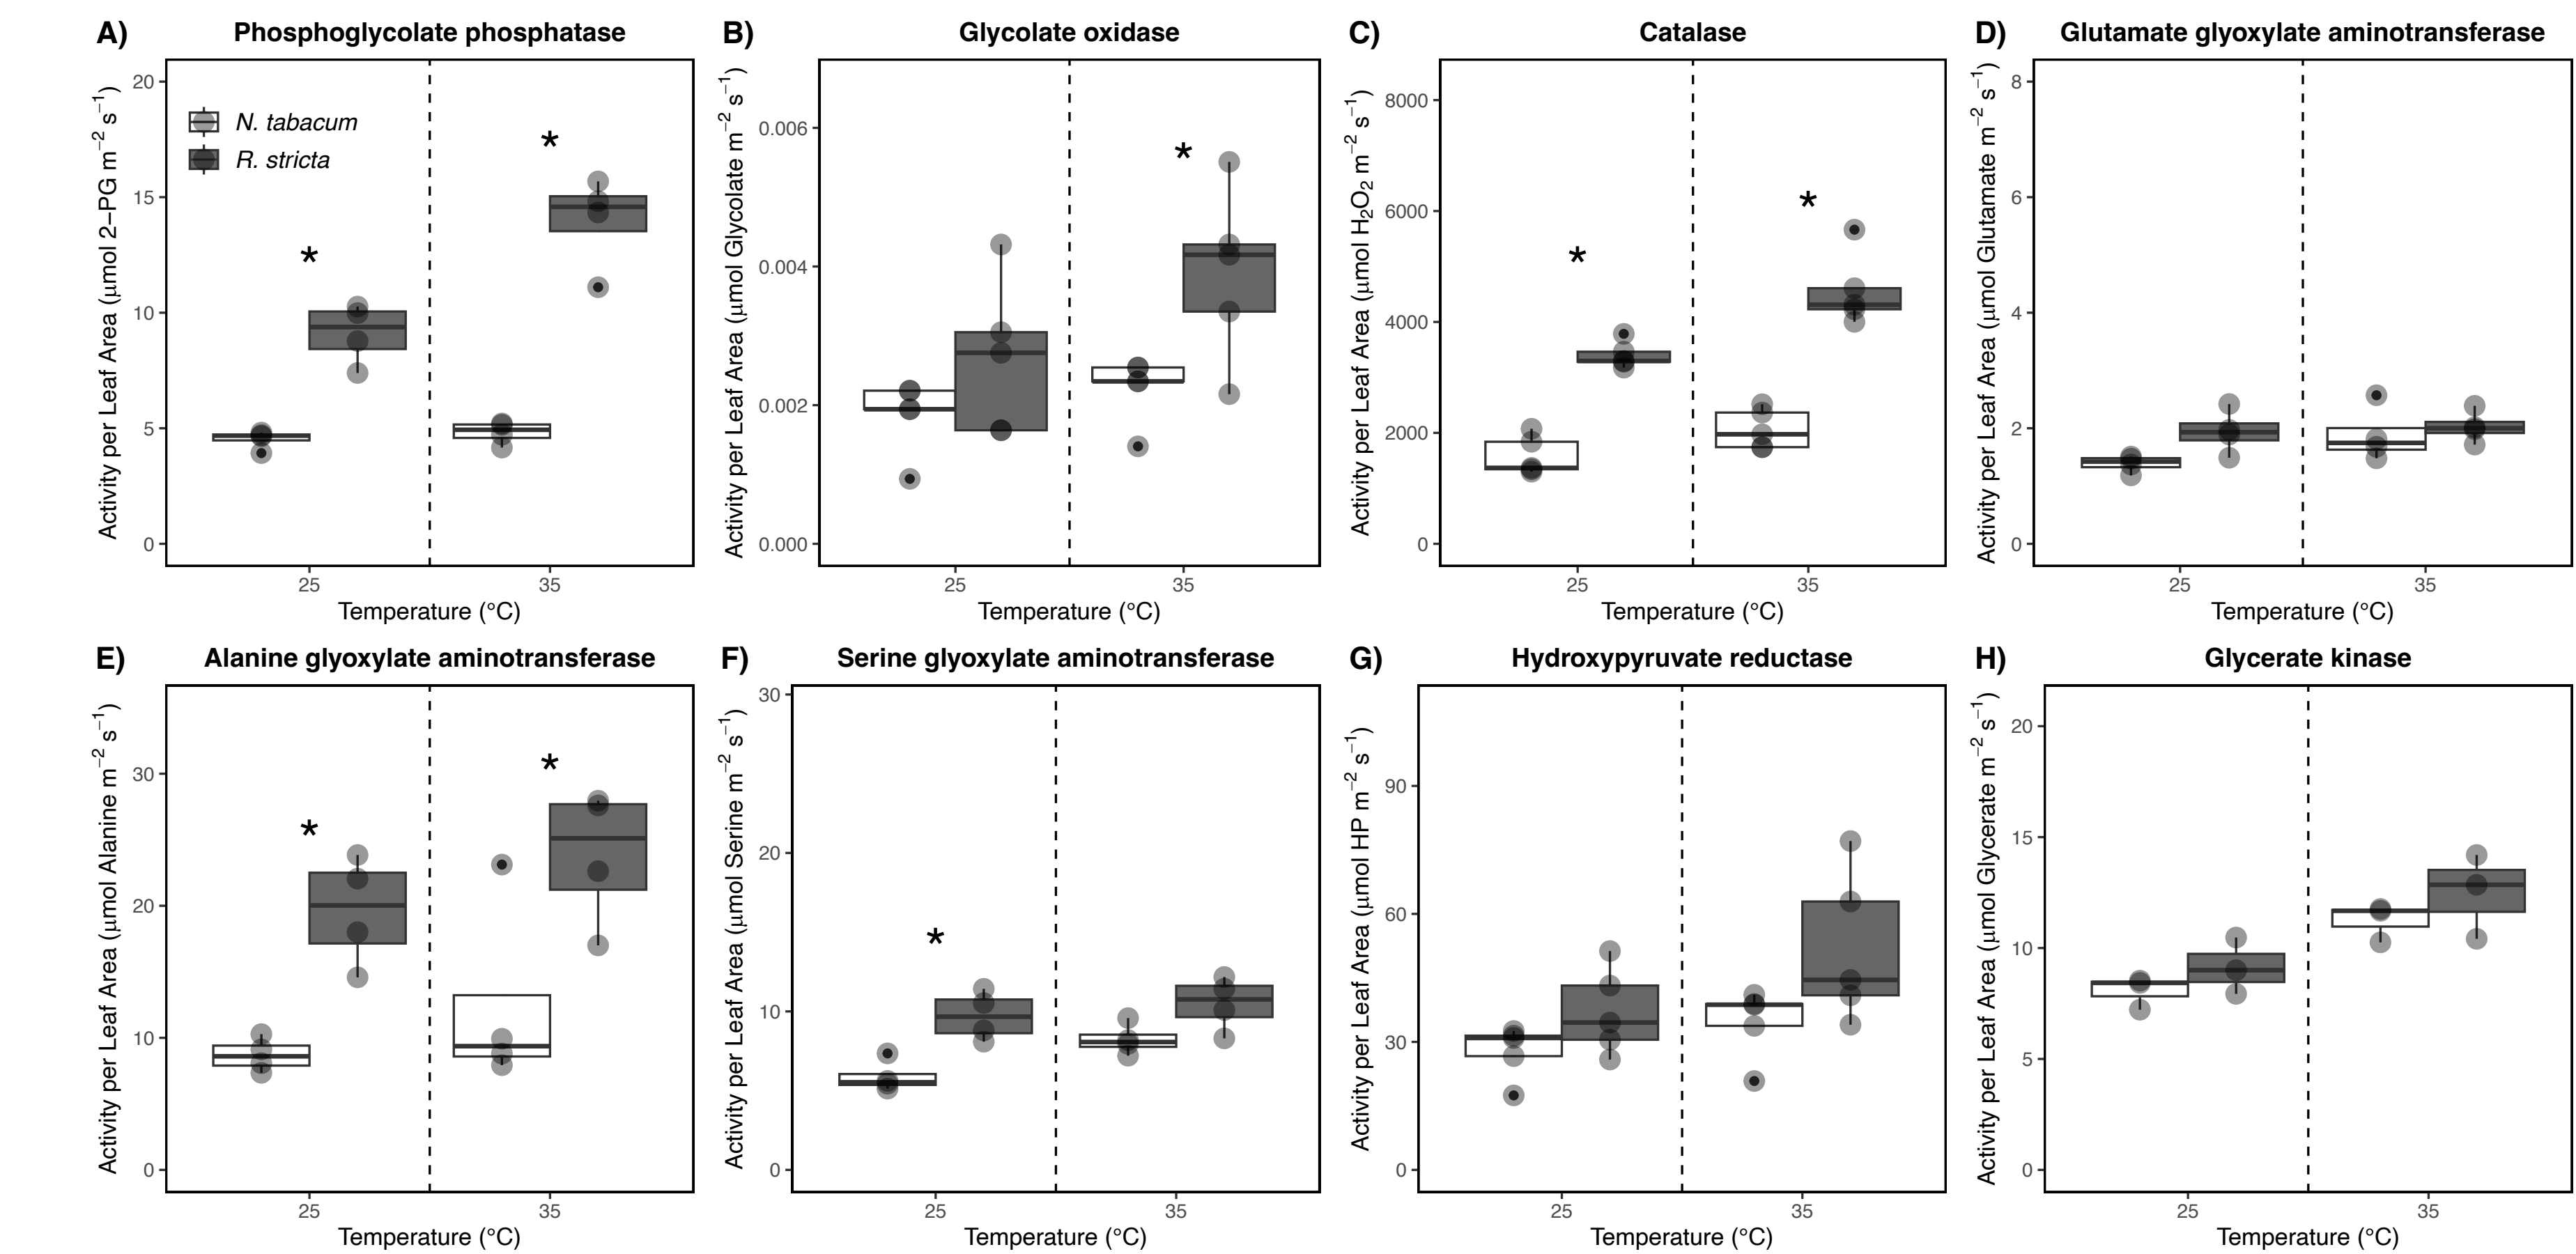 A) Phosphoglycolate phosphatase
Activity per Leaf Area (μmol 2−PG m⁻² s⁻¹)
20
15
10
5
0
N. tabacum
R. stricta
*
*
25 35
Temperature (°C)
B) Glycolate oxidase
Activity per Leaf Area (μmol Glycolate m⁻² s⁻¹)
0.006
0.004
0.002
0.000
*
25 35
Temperature (°C)
C) Catalase
Activity per Leaf Area (μmol H₂O₂ m⁻² s⁻¹)
8000
6000
4000
2000
0
*
*
25 35
Temperature (°C)
D) Glutamate glyoxylate aminotransferase
Activity per Leaf Area (μmol Glutamate m⁻² s⁻¹)
8
6
4
2
0
25 35
Temperature (°C)
E) Alanine glyoxylate aminotransferase
Activity per Leaf Area (μmol Alanine m⁻² s⁻¹)
30
20
10
0
*
*
25 35
Temperature (°C)
F) Serine glyoxylate aminotransferase
Activity per Leaf Area (μmol Serine m⁻² s⁻¹)
30
20
10
0
*
25 35
Temperature (°C)
G) Hydroxypyruvate reductase
Activity per Leaf Area (μmol HP m⁻² s⁻¹)
90
60
30
0
25 35
Temperature (°C)
H) Glycerate kinase
Activity per Leaf Area (μmol Glycerate m⁻² s⁻¹)
20
15
10
5
0
25 35
Temperature (°C)